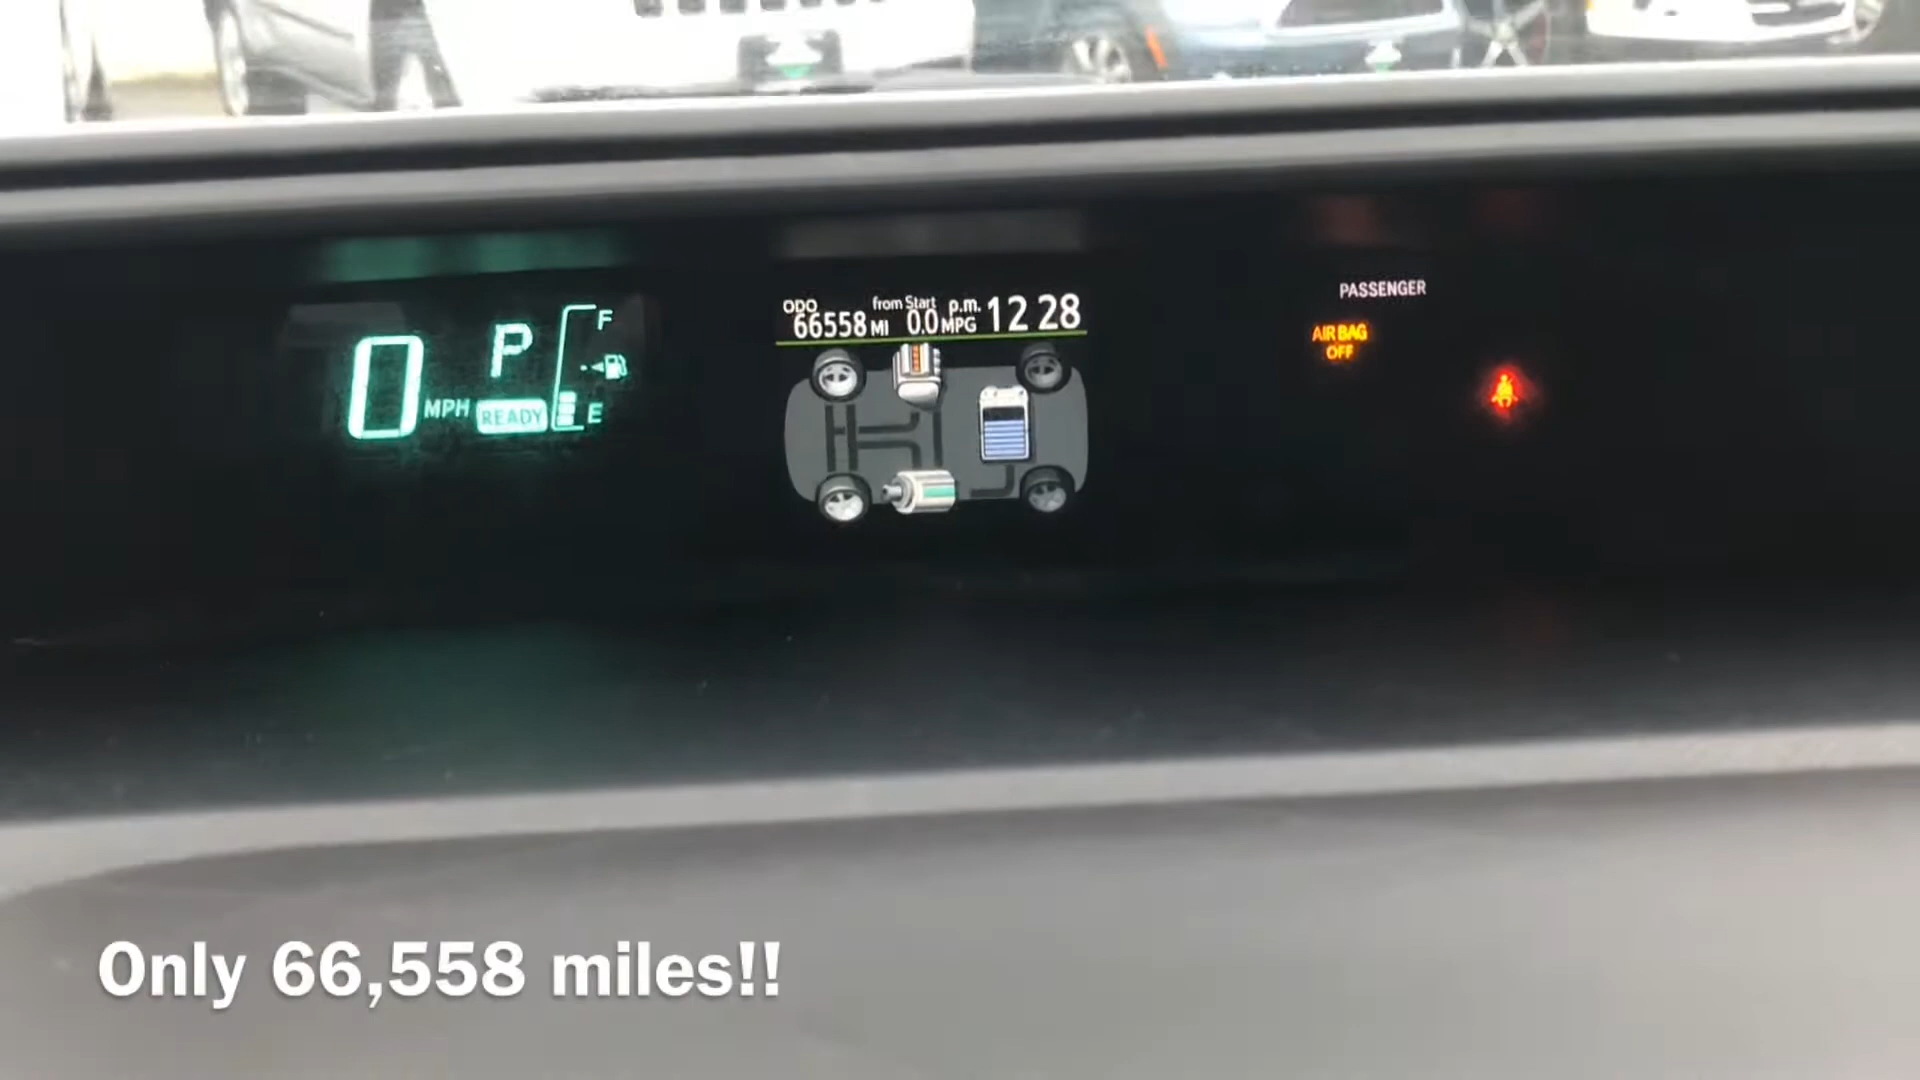 0 MPH
P
READY
F
E
ODO
66558 MI
from Start
0.0 MPG
p.m. 12 28
PASSENGER
AIR BAG
OFF
Only 66,558 miles!!